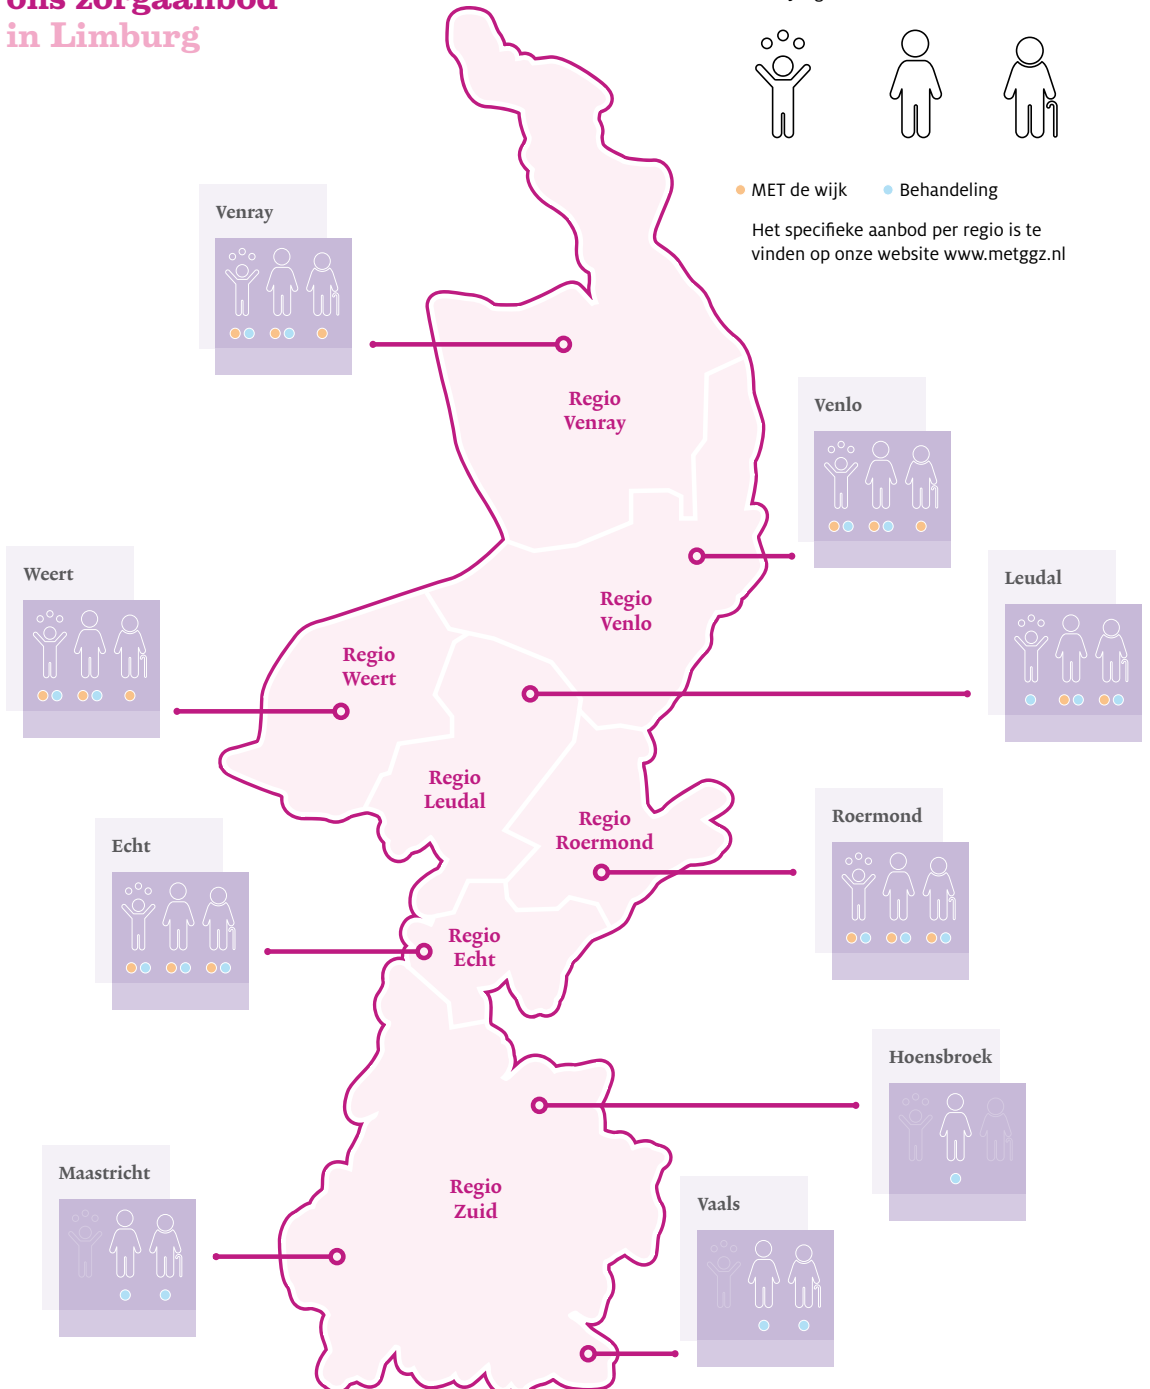 ons zorgaanbod
in Limburg
MET de wijk
Behandeling
Het specifieke aanbod per regio is te
vinden op onze website www.metggz.nl
Venray
Regio
Venray
Venlo
Weert
Leudal
Regio
Venlo
Regio
Weert
Regio
Leudal
Regio
Roermond
Roermond
Echt
Regio
Echt
Hoensbroek
Maastricht
Regio
Zuid
Vaals